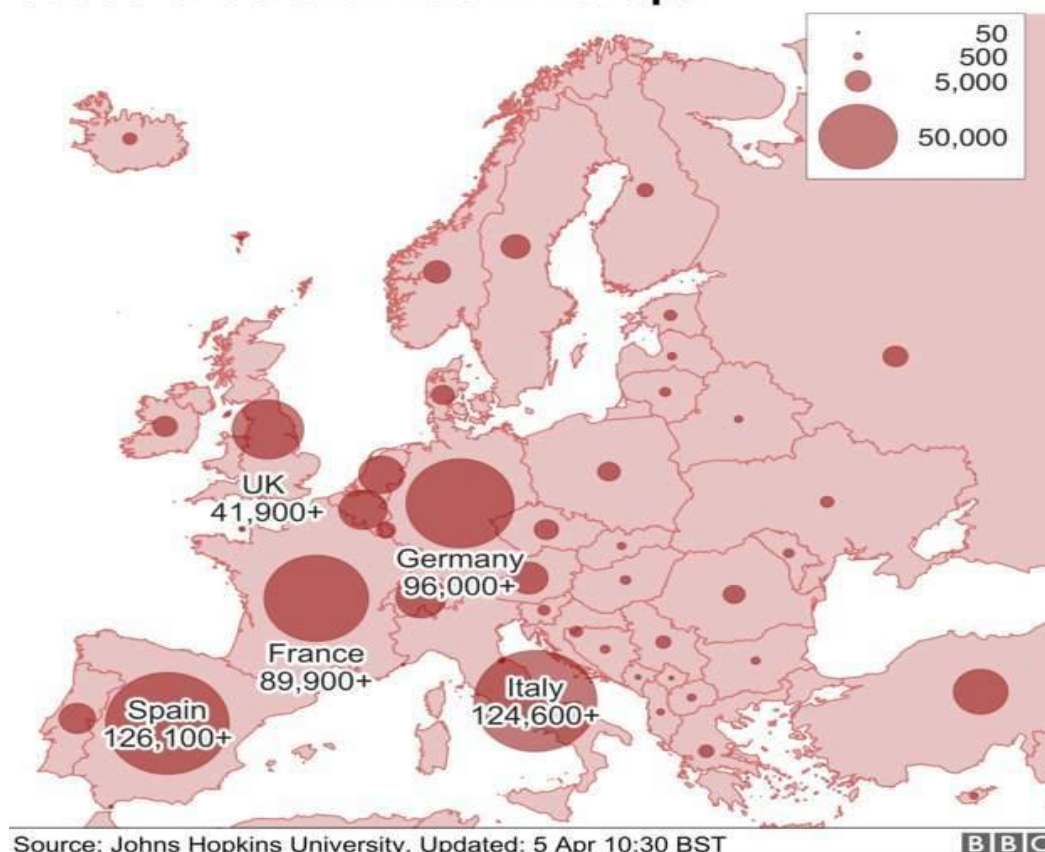 50
500
5,000
50,000
UK
41,900+
Germany
96,000+
France
89,900+
Spain
126,100+
Italy
124,600+
Source: Johns Hopkins University. Updated: 5 Apr 10:30 BST
BBC